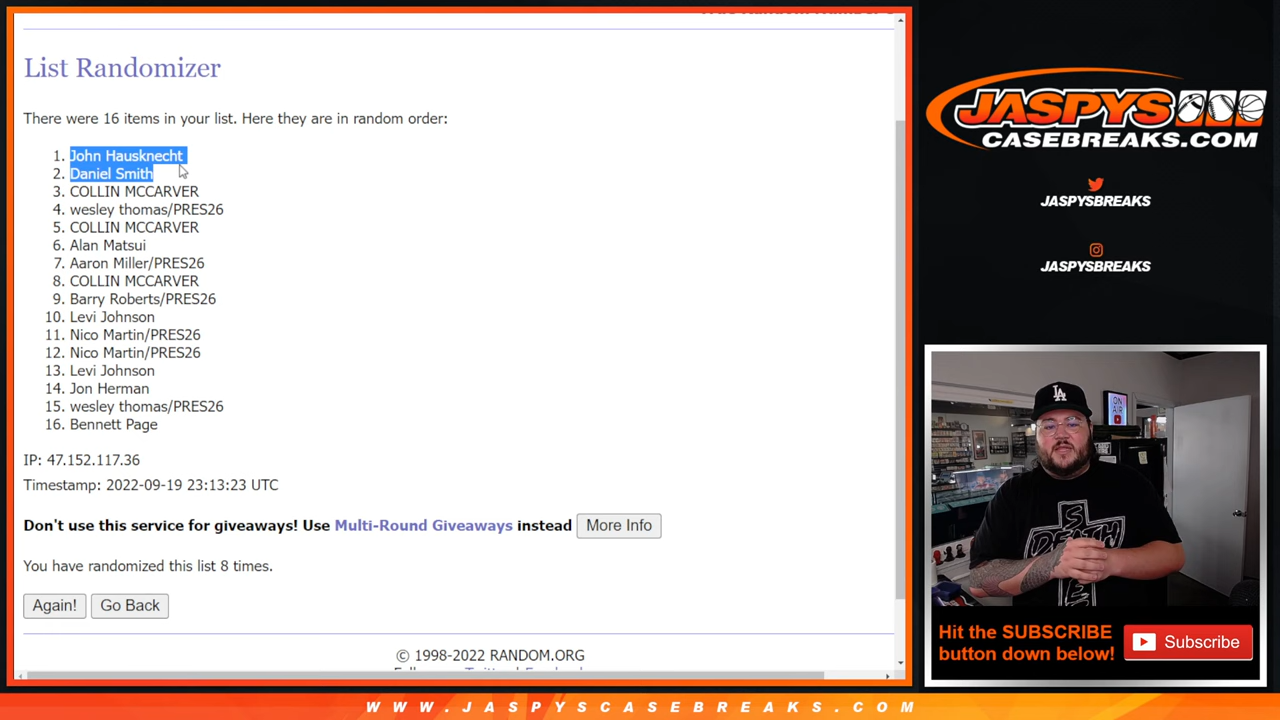 List Randomizer
There were 16 items in your list. Here they are in random order:
1. John Hausknecht
2. Daniel Smith
3. COLLIN MCCARVER
4. wesley thomas/PRES26
5. COLLIN MCCARVER
6. Alan Matsui
7. Aaron Miller/PRES26
8. COLLIN MCCARVER
9. Barry Roberts/PRES26
10. Levi Johnson
11. Nico Martin/PRES26
12. Nico Martin/PRES26
13. Levi Johnson
14. Jon Herman
15. wesley thomas/PRES26
16. Bennett Page
IP: 47.152.117.36
Timestamp: 2022-09-19 23:13:23 UTC
Don't use this service for giveaways! Use Multi-Round Giveaways instead More Info
You have randomized this list 8 times.
Again! Go Back
© 1998-2022 RANDOM.ORG
JASPYS
CASEBREAKS.COM
JASPYSBREAKS
JASPYSBREAKS
LA
ON
AIR
DEATH
Hit the SUBSCRIBE
button down below!
Subscribe
WWW.JASPYSCASEBREAKS.COM